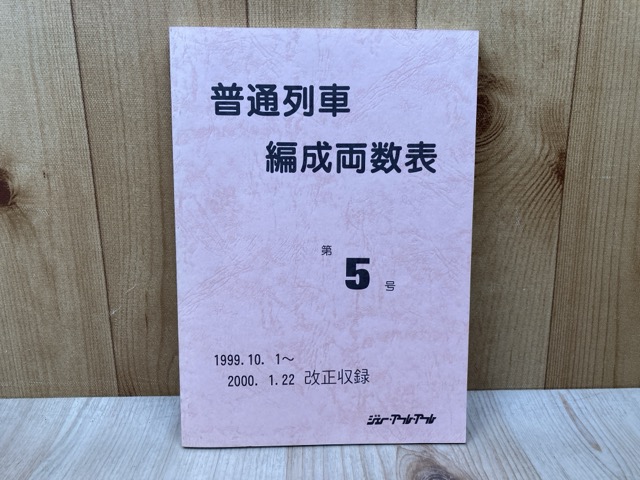 普通列車
編成両数表
第 5 号
1999.10. 1～
2000. 1.22 改正収録
ジェー・アール・アール